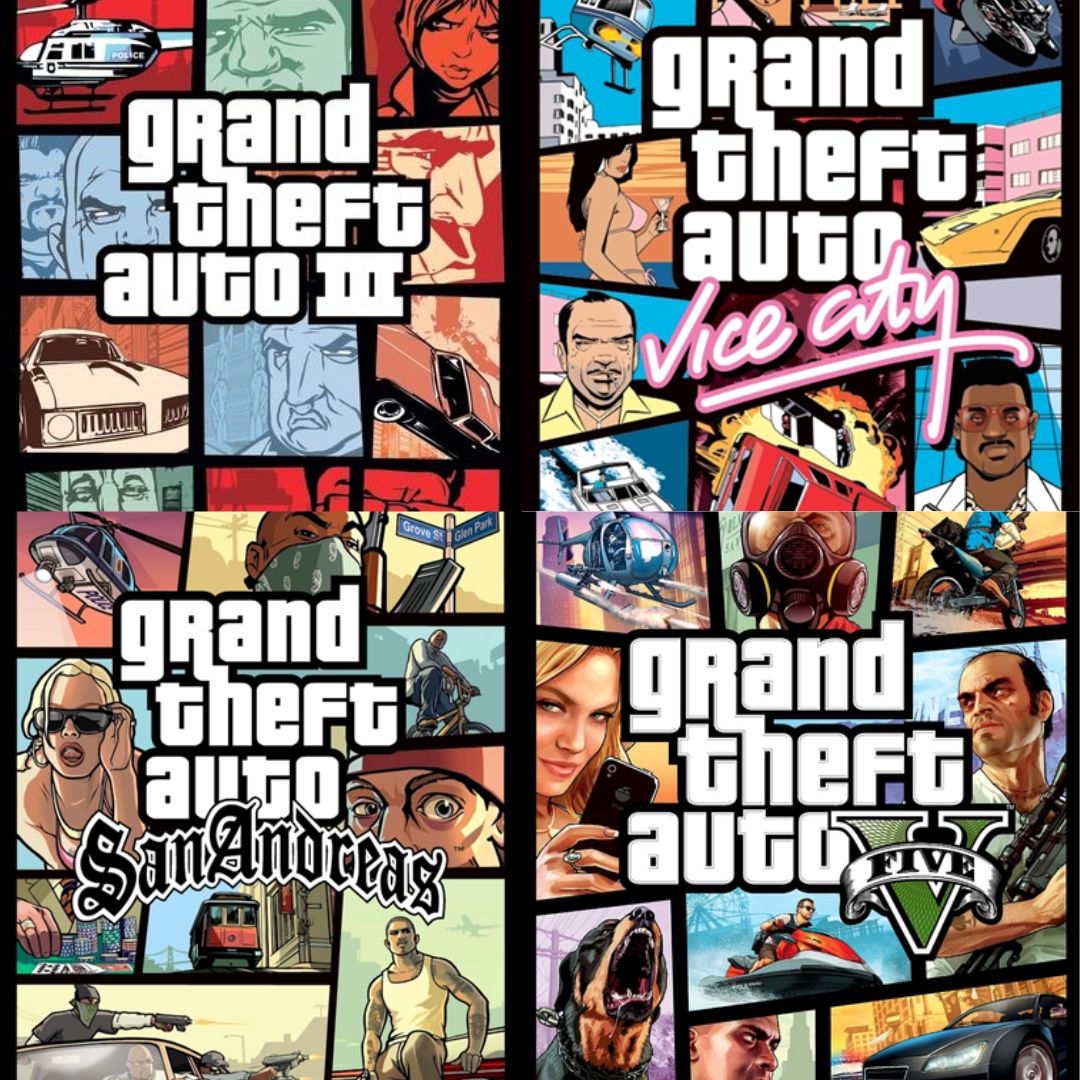 POLICE
grand
theft
auto III
grand
theft
auto
Vice City
Grove St
Glen Park
grand
theft
auto
San Andreas
TM
grand
theft
auto V
FIVE